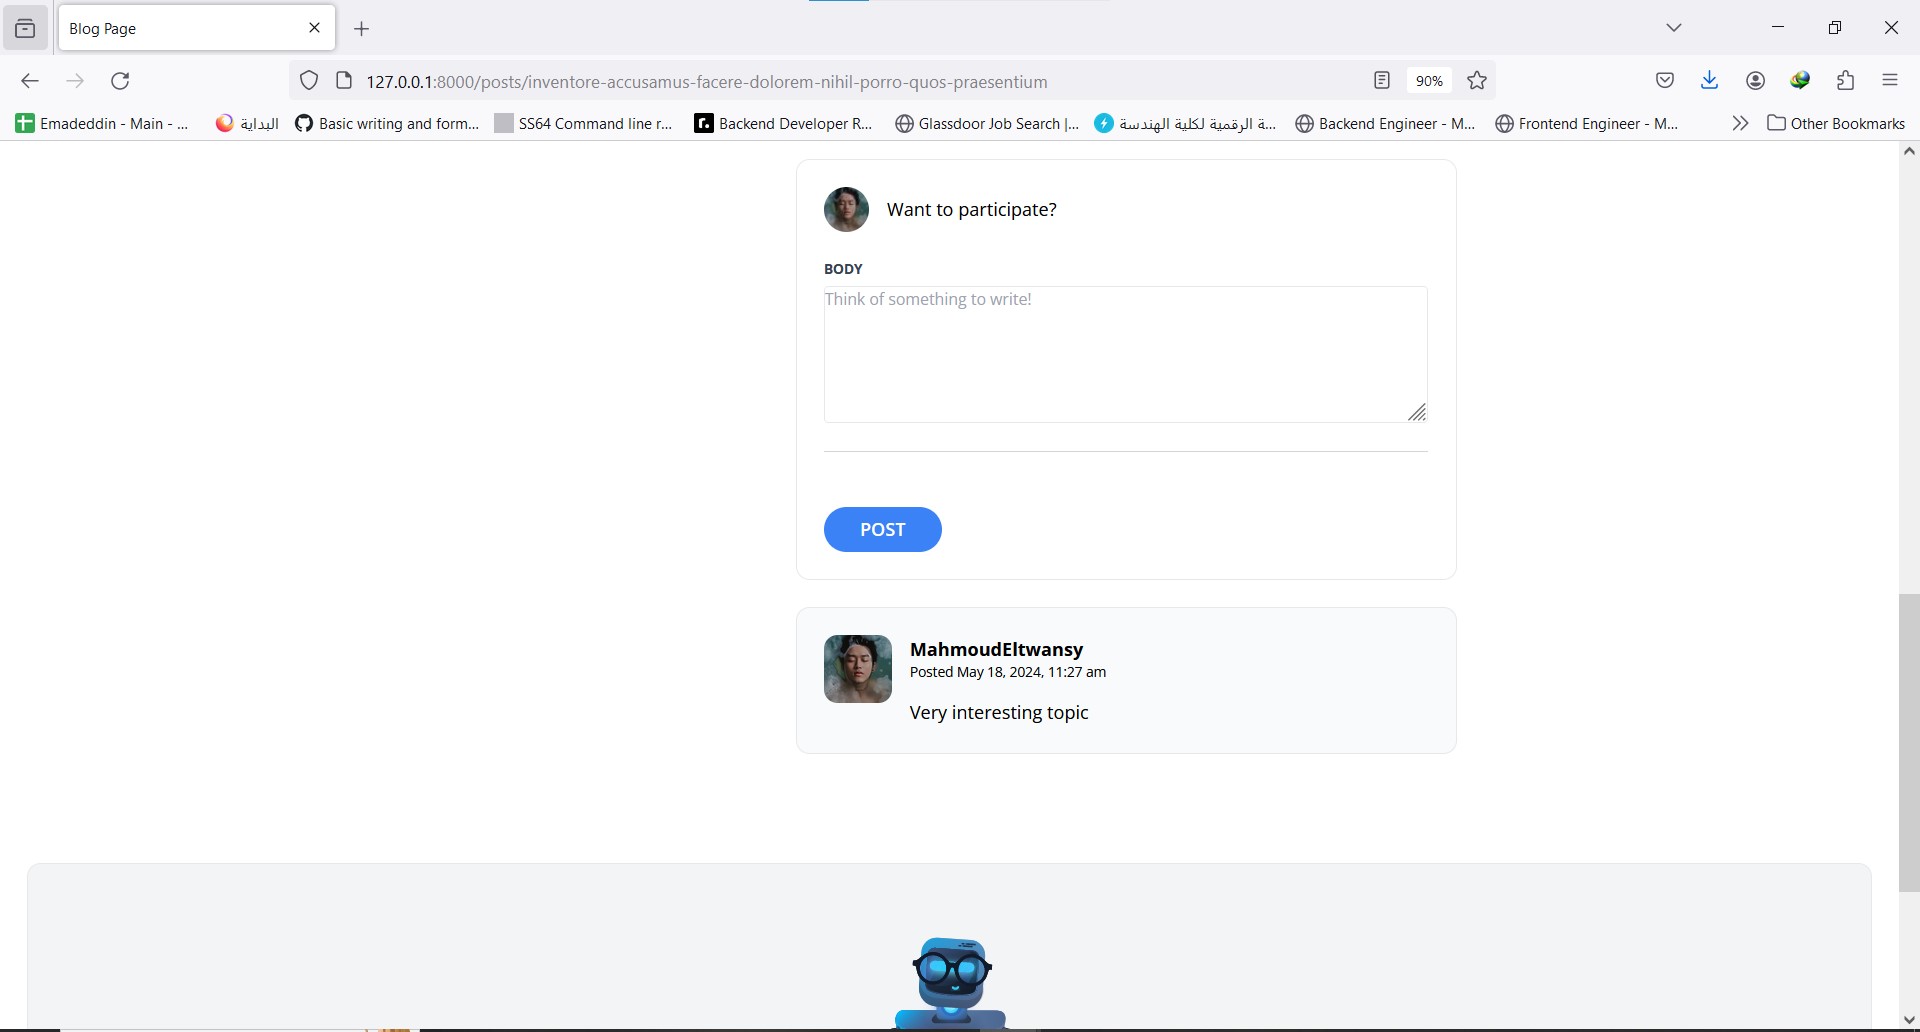 Blog Page
127.0.0.1:8000/posts/inventore-accusamus-facere-dolorem-nihil-porro-quos-praesentium
90%
Emadeddin - Main - ...
البداية
Basic writing and form...
SS64 Command line r...
Backend Developer R...
Glassdoor Job Search |...
ة الرقمية لكلية الهندسة...
Backend Engineer - M...
Frontend Engineer - M...
Other Bookmarks
Want to participate?
BODY
Think of something to write!
POST
MahmoudEltwansy
Posted May 18, 2024, 11:27 am
Very interesting topic